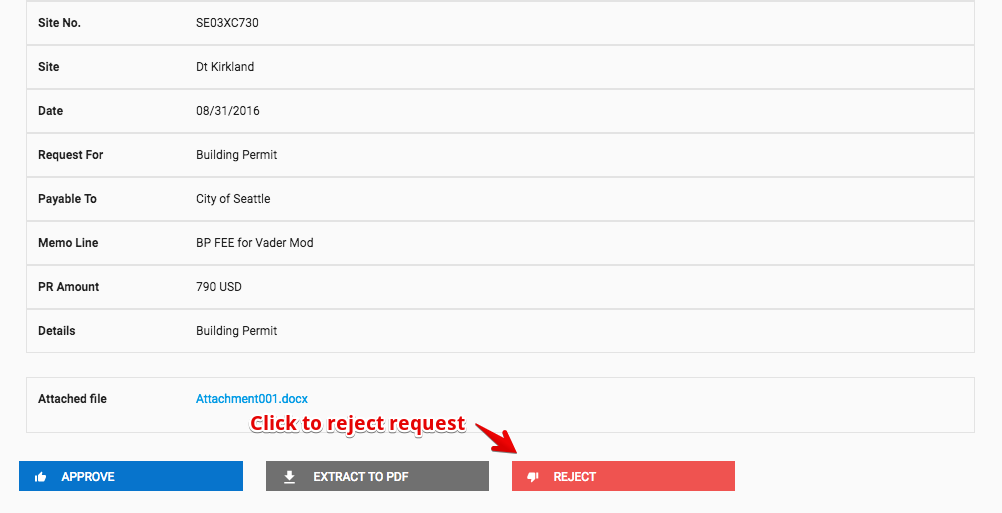 Site No. SE03XC730
Site Dt Kirkland
Date 08/31/2016
Request For Building Permit
Payable To City of Seattle
Memo Line BP FEE for Vader Mod
PR Amount 790 USD
Details Building Permit
Attached file Attachment001.docx
Click to reject request
APPROVE EXTRACT TO PDF REJECT